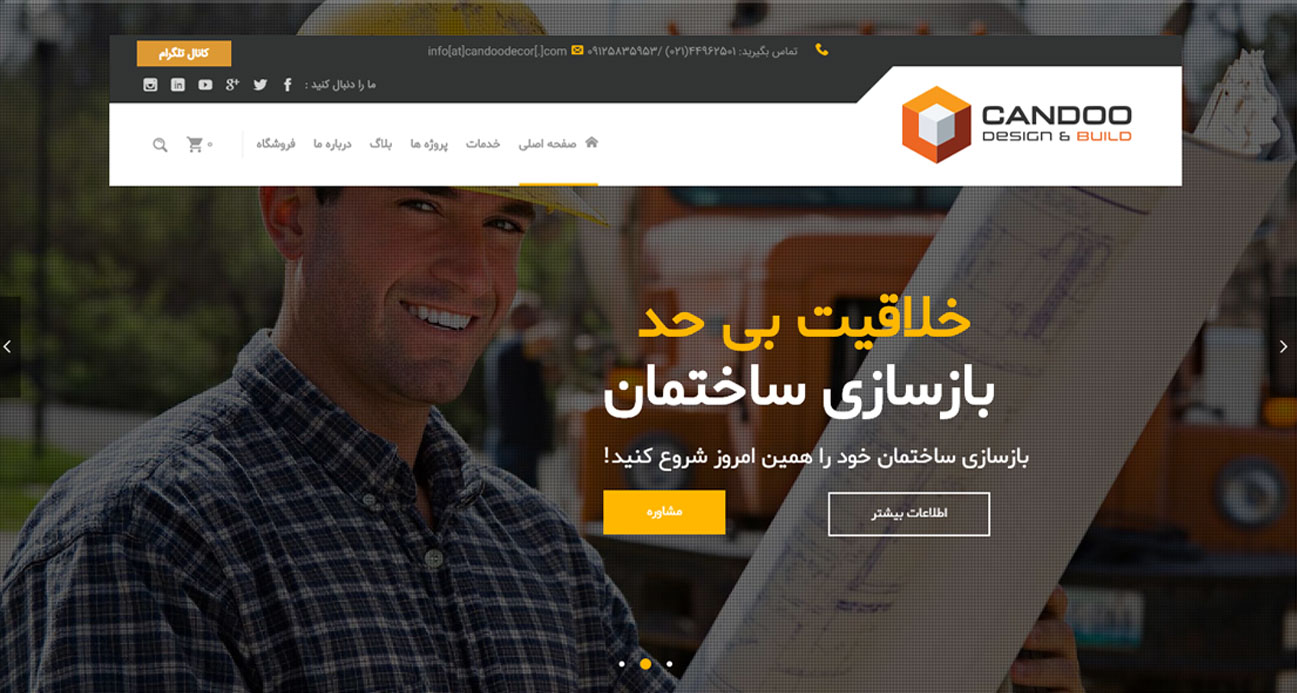 تماس بگیرید: ۴۴۹۶۲۵۰۱(۰۲۱) /۰۹۱۲۵۸۳۵۹۵۳ info[at]candoodecor[.]com
کانال تلگرام
ما را دنبال کنید :
CANDOO
DESIGN & BUILD
صفحه اصلی خدمات پروژه ها بلاگ درباره ما فروشگاه ۰
خلاقیت بی حد
بازسازی ساختمان
بازسازی ساختمان خود را همین امروز شروع کنید!
اطلاعات بیشتر مشاوره